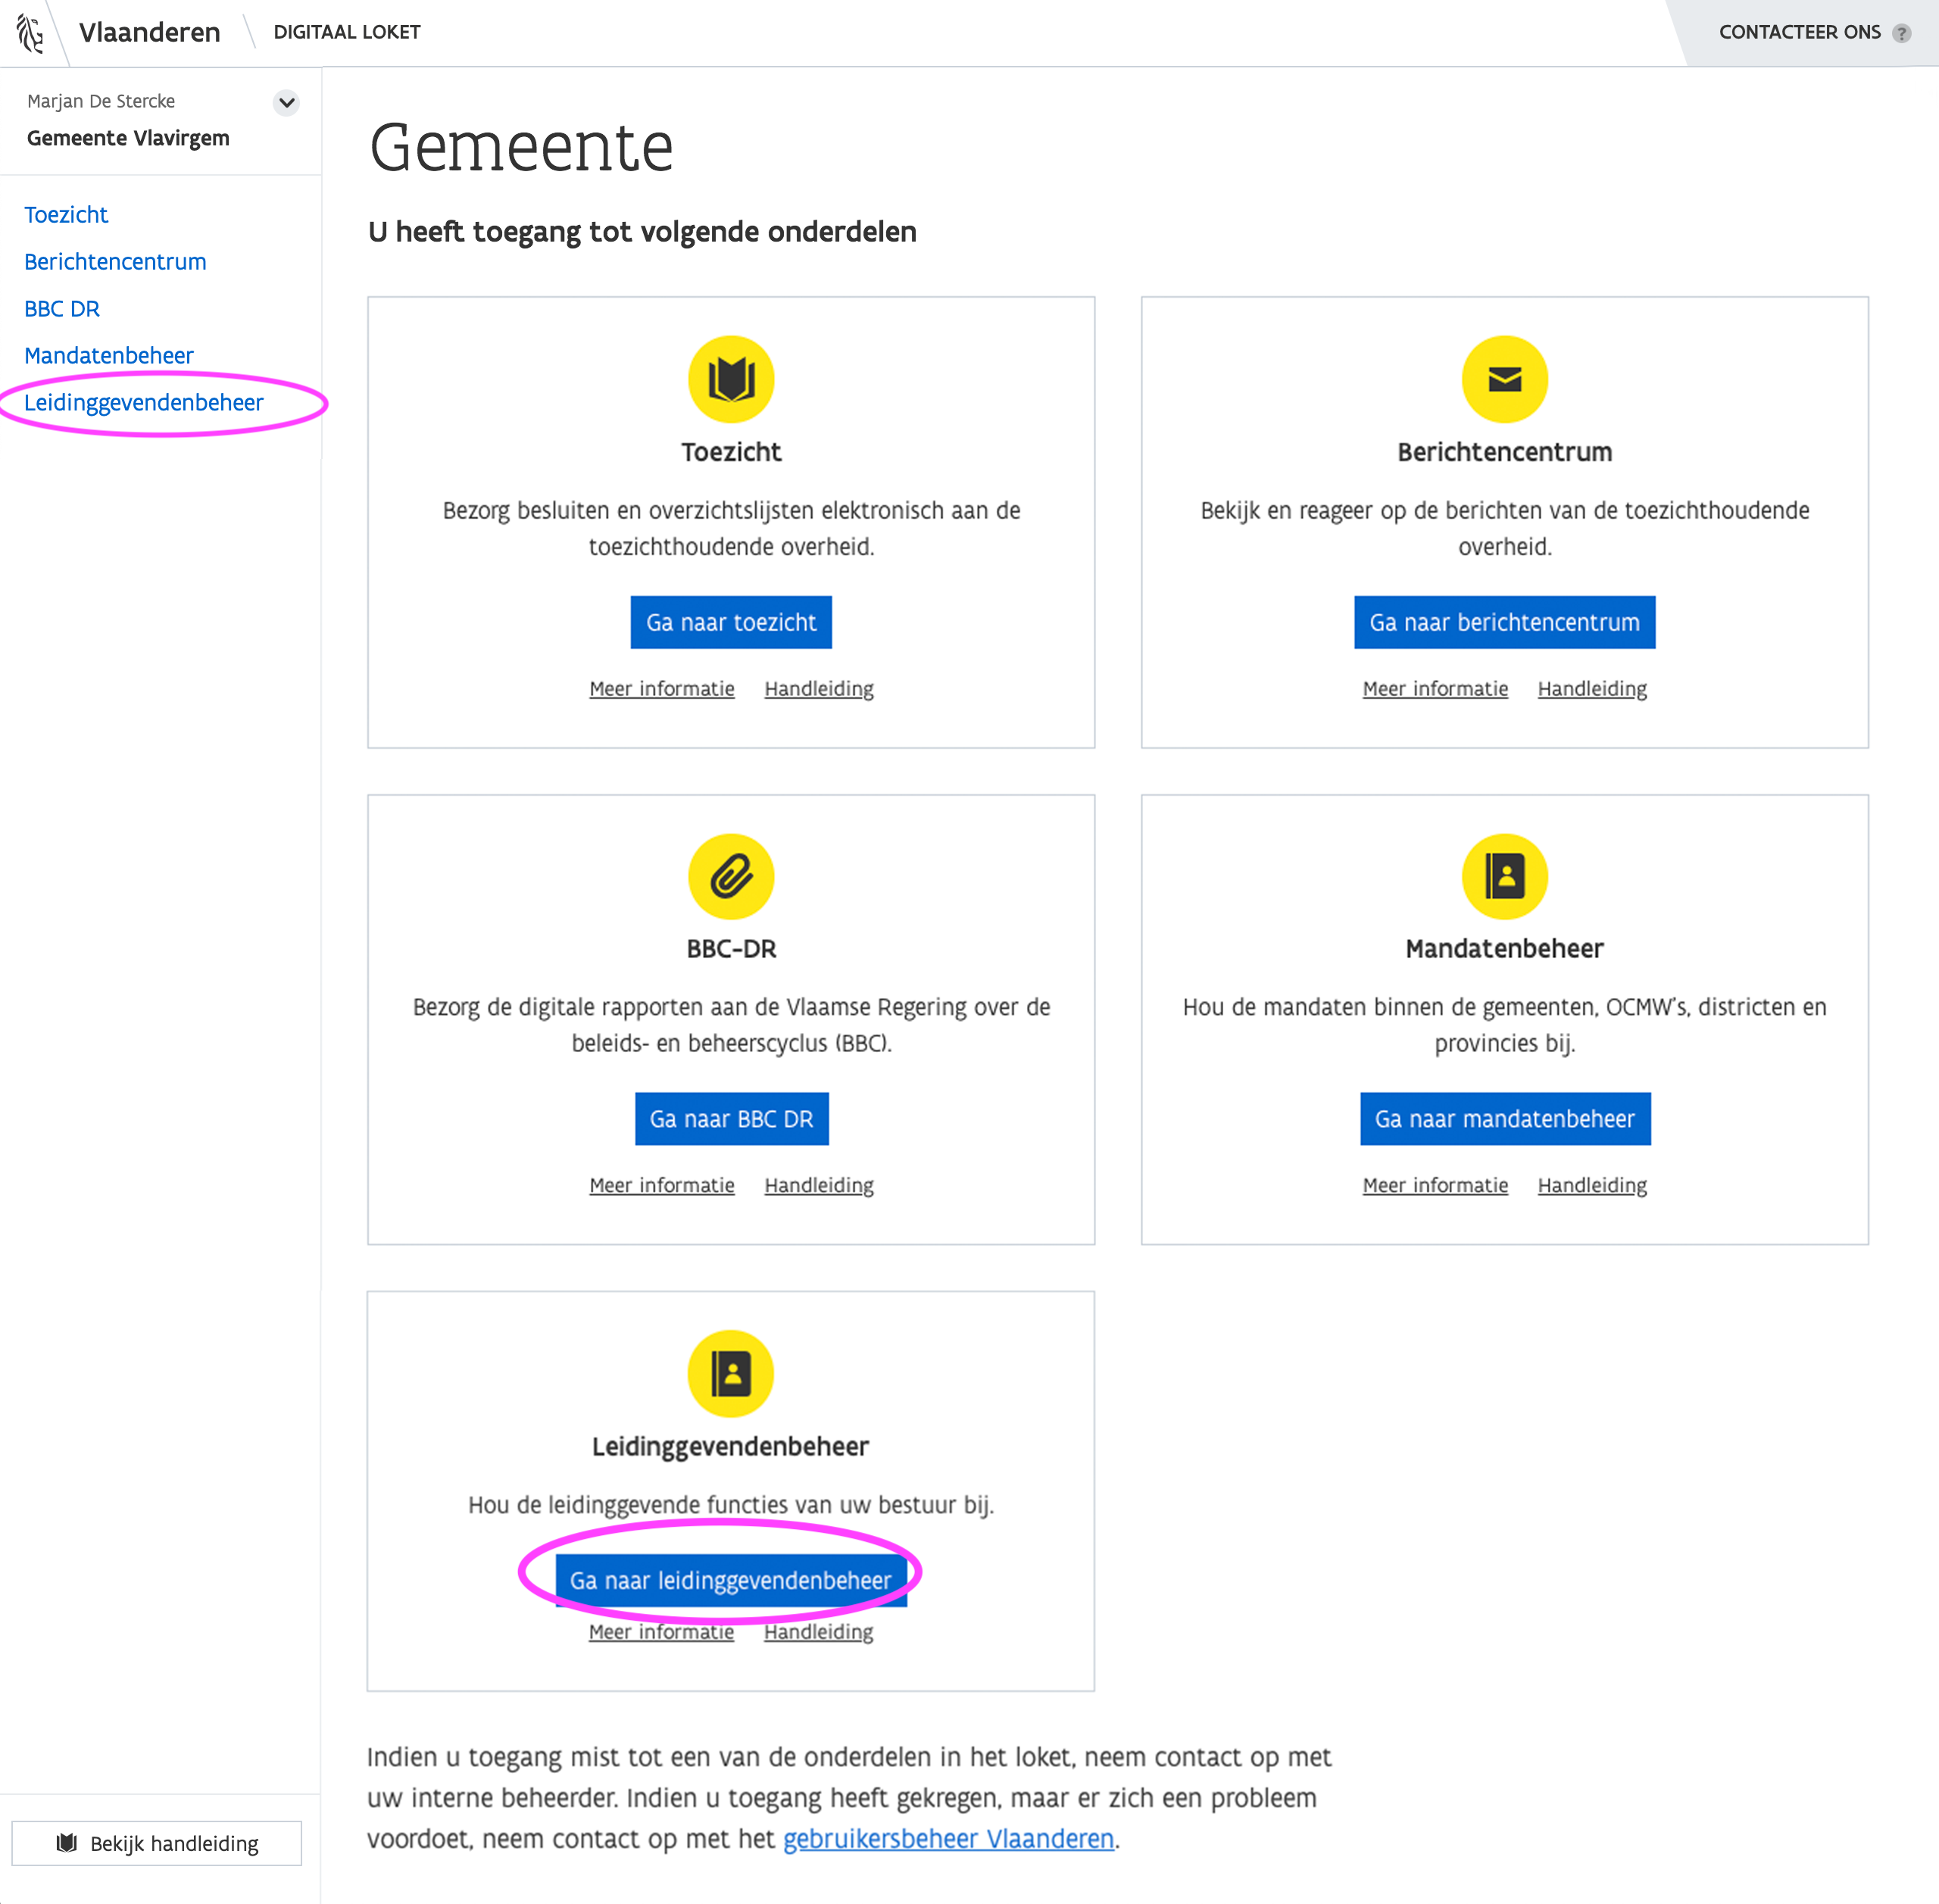 Vlaanderen
DIGITAAL LOKET
CONTACTEER ONS ?
Marjan De Stercke
Gemeente Vlavirgem
Toezicht
Berichtencentrum
BBC DR
Mandatenbeheer
Leidinggevendenbeheer
Gemeente
U heeft toegang tot volgende onderdelen
Toezicht
Bezorg besluiten en overzichtslijsten elektronisch aan de
toezichthoudende overheid.
Ga naar toezicht
Meer informatie Handleiding
Berichtencentrum
Bekijk en reageer op de berichten van de toezichthoudende
overheid.
Ga naar berichtencentrum
Meer informatie Handleiding
BBC-DR
Bezorg de digitale rapporten aan de Vlaamse Regering over de
beleids- en beheerscyclus (BBC).
Ga naar BBC DR
Meer informatie Handleiding
Mandatenbeheer
Hou de mandaten binnen de gemeenten, OCMW's, districten en
provincies bij.
Ga naar mandatenbeheer
Meer informatie Handleiding
Leidinggevendenbeheer
Hou de leidinggevende functies van uw bestuur bij.
Ga naar leidinggevendenbeheer
Meer informatie Handleiding
Indien u toegang mist tot een van de onderdelen in het loket, neem contact op met
uw interne beheerder. Indien u toegang heeft gekregen, maar er zich een probleem
voordoet, neem contact op met het gebruikersbeheer Vlaanderen.
Bekijk handleiding